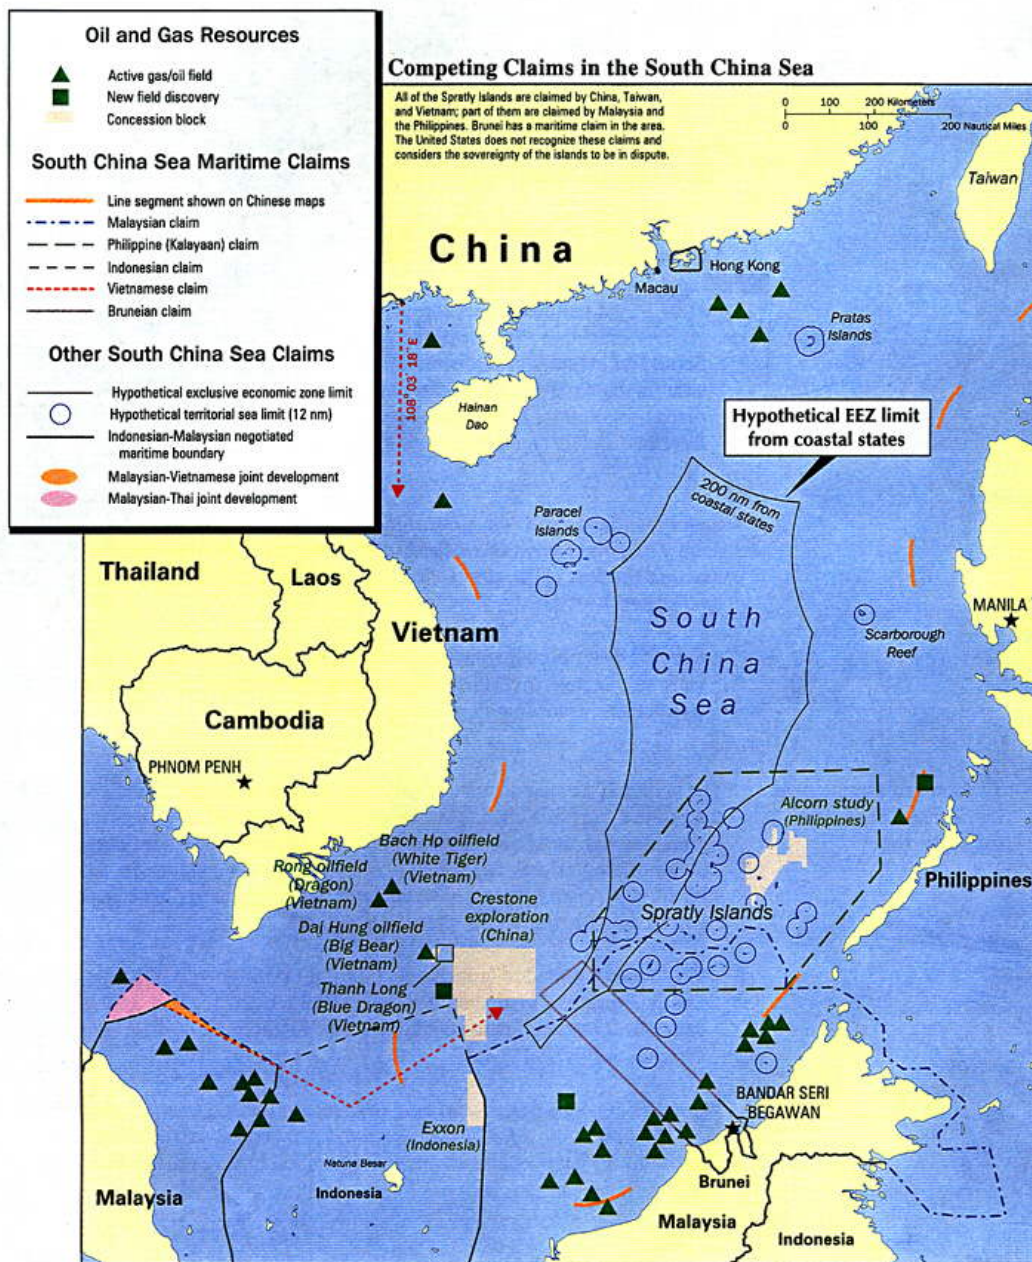 Oil and Gas Resources
Active gas/oil field
New field discovery
Concession block
South China Sea Maritime Claims
Line segment shown on Chinese maps
Malaysian claim
Philippine (Kalayaan) claim
Indonesian claim
Vietnamese claim
Bruneian claim
Other South China Sea Claims
Hypothetical exclusive economic zone limit
Hypothetical territorial sea limit (12 nm)
Indonesian-Malaysian negotiated
maritime boundary
Malaysian-Vietnamese joint development
Malaysian-Thai joint development
Competing Claims in the South China Sea
All of the Spratly Islands are claimed by China, Taiwan,
and Vietnam; part of them are claimed by Malaysia and
the Philippines. Brunei has a maritime claim in the area.
The United States does not recognize these claims and
considers the sovereignty of the islands to be in dispute.
0 100 200 Kilometers
0 100 200 Nautical Miles
Taiwan
China
Hong Kong
Macau
Pratas
Islands
108° 03' 18" E
Hainan
Dao
Hypothetical EEZ limit
from coastal states
200 nm from
coastal states
Paracel
Islands
Thailand
Laos
Vietnam
South
China
Sea
MANILA
Scarborough
Reef
Cambodia
PHNOM PENH
Alcorn study
(Philippines)
Bach Ho oilfield
(White Tiger)
(Vietnam)
Rong oilfield
(Dragon)
(Vietnam)
Crestone
exploration
(China)
Philippines
Spratly Islands
Dai Hung oilfield
(Big Bear)
(Vietnam)
Thanh Long
(Blue Dragon)
(Vietnam)
BANDAR SERI
BEGAWAN
Exxon
(Indonesia)
Natuna Besar
Indonesia
Malaysia
Brunei
Malaysia
Indonesia